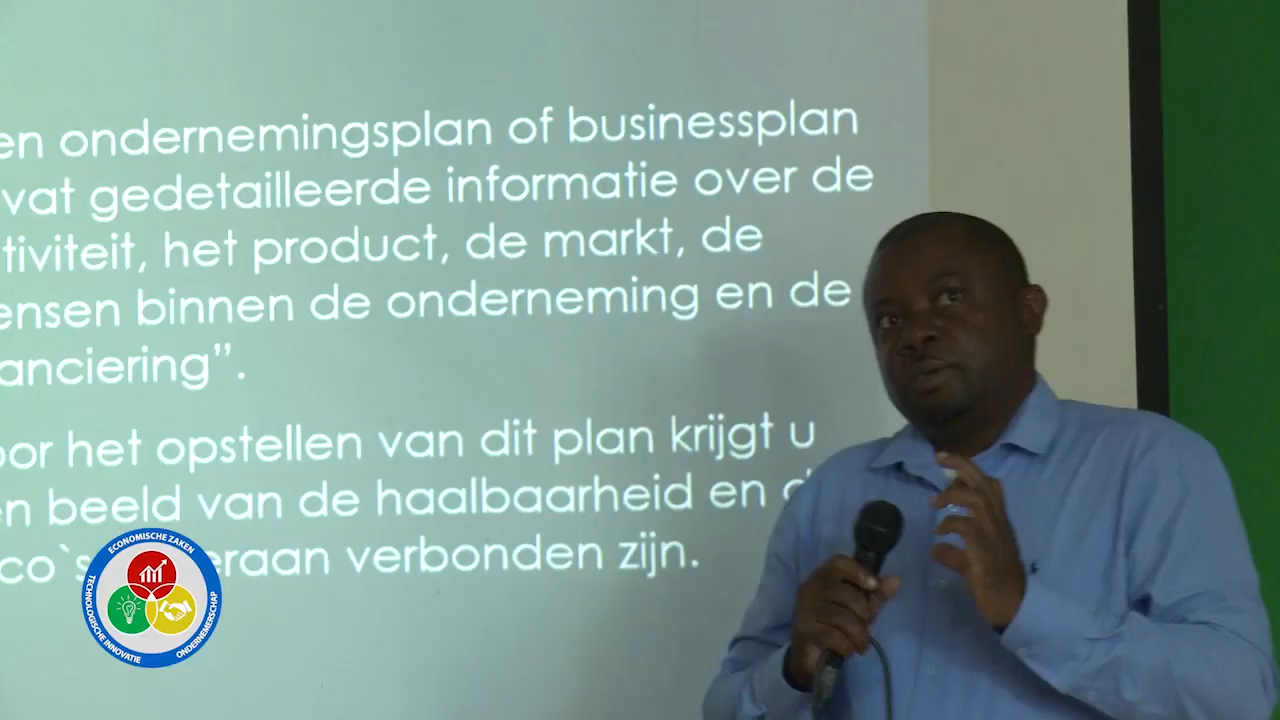 en ondernemingsplan of businessplan
vat gedetailleerde informatie over de
tiviteit, het product, de markt, de
ensen binnen de onderneming en de
anciering”.
oor het opstellen van dit plan krijgt u
en beeld van de haalbaarheid en d
co`s eraan verbonden zijn.
ECONOMISCHE ZAKEN
TECHNOLOGISCHE INNOVATIE
ONDERNEMERSCHAP